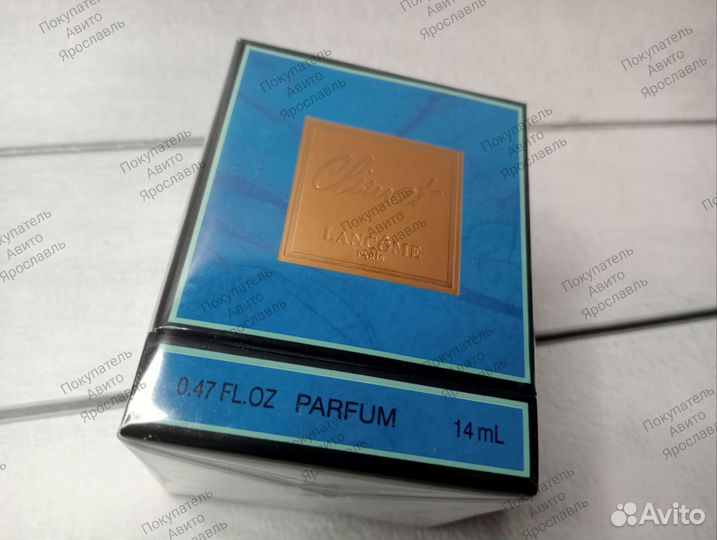 Climat
LANCÔME
PARIS
0.47 FL.OZ PARFUM 14 mL
Покупатель
Авито
Ярославль
Avito